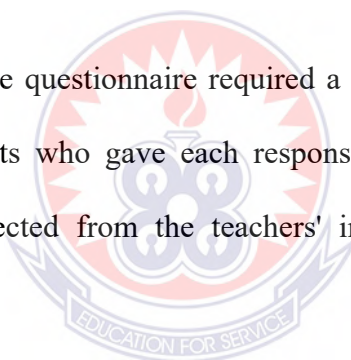 e questionnaire required a
ts who gave each respons
ected from the teachers' in
EDUCATION FOR SERVICE